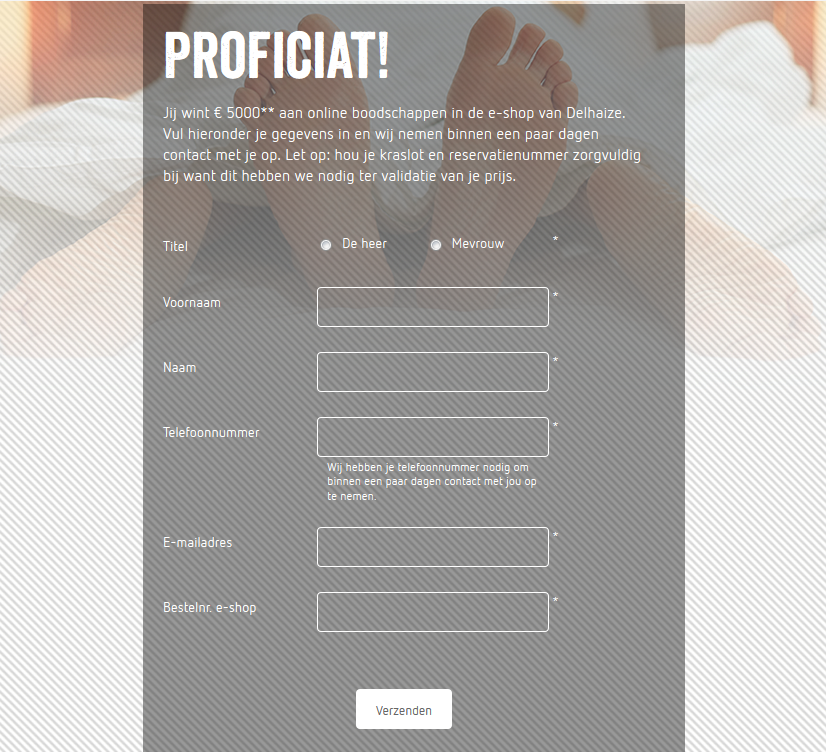 PROFICIAT!
Jij wint € 5000** aan online boodschappen in de e-shop van Delhaize.
Vul hieronder je gegevens in en wij nemen binnen een paar dagen
contact met je op. Let op: hou je kraslot en reservatienummer zorgvuldig
bij want dit hebben we nodig ter validatie van je prijs.
Titel De heer Mevrouw *
Voornaam *
Naam *
Telefoonnummer *
Wij hebben je telefoonnummer nodig om
binnen een paar dagen contact met jou op
te nemen.
E-mailadres *
Bestelnr. e-shop *
Verzenden